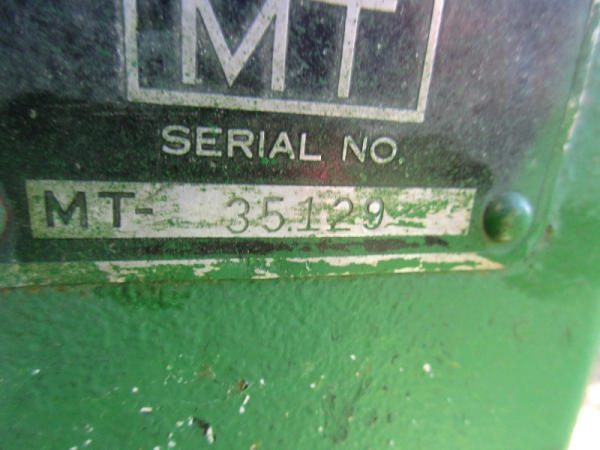 MT
SERIAL NO.
MT- 35129